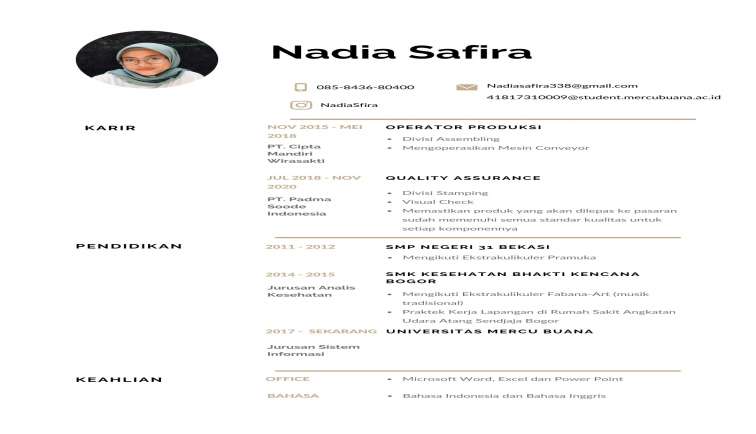 Nadia Safira
085-8436-80400
Nadiasafira338@gmail.com
41817310009@student.mercubuana.ac.id
NadiaSfira
KARIR
NOV 2015 - MEI
2018
PT. Cipta
Mandiri
Wirasakti
OPERATOR PRODUKSI
• Divisi Assembling
• Mengoperasikan Mesin Conveyor
JUL 2018 - NOV
2020
PT. Padma
Soode
Indonesia
QUALITY ASSURANCE
• Divisi Stamping
• Visual Check
• Memastikan produk yang akan dilepas ke pasaran
sudah memenuhi semua standar kualitas untuk
setiap komponennya
PENDIDIKAN
2011 - 2012
SMP NEGERI 31 BEKASI
• Mengikuti Ekstrakulikuler Pramuka
2014 - 2015
Jurusan Analis
Kesehatan
SMK KESEHATAN BHAKTI KENCANA
BOGOR
• Mengikuti Ekstrakulikuler Fabana-Art (musik
tradisional)
• Praktek Kerja Lapangan di Rumah Sakit Angkatan
Udara Atang Sendjaja Bogor
2017 - SEKARANG
Jurusan Sistem
Informasi
UNIVERSITAS MERCU BUANA
KEAHLIAN
OFFICE
• Microsoft Word, Excel dan Power Point
BAHASA
• Bahasa Indonesia dan Bahasa Inggris